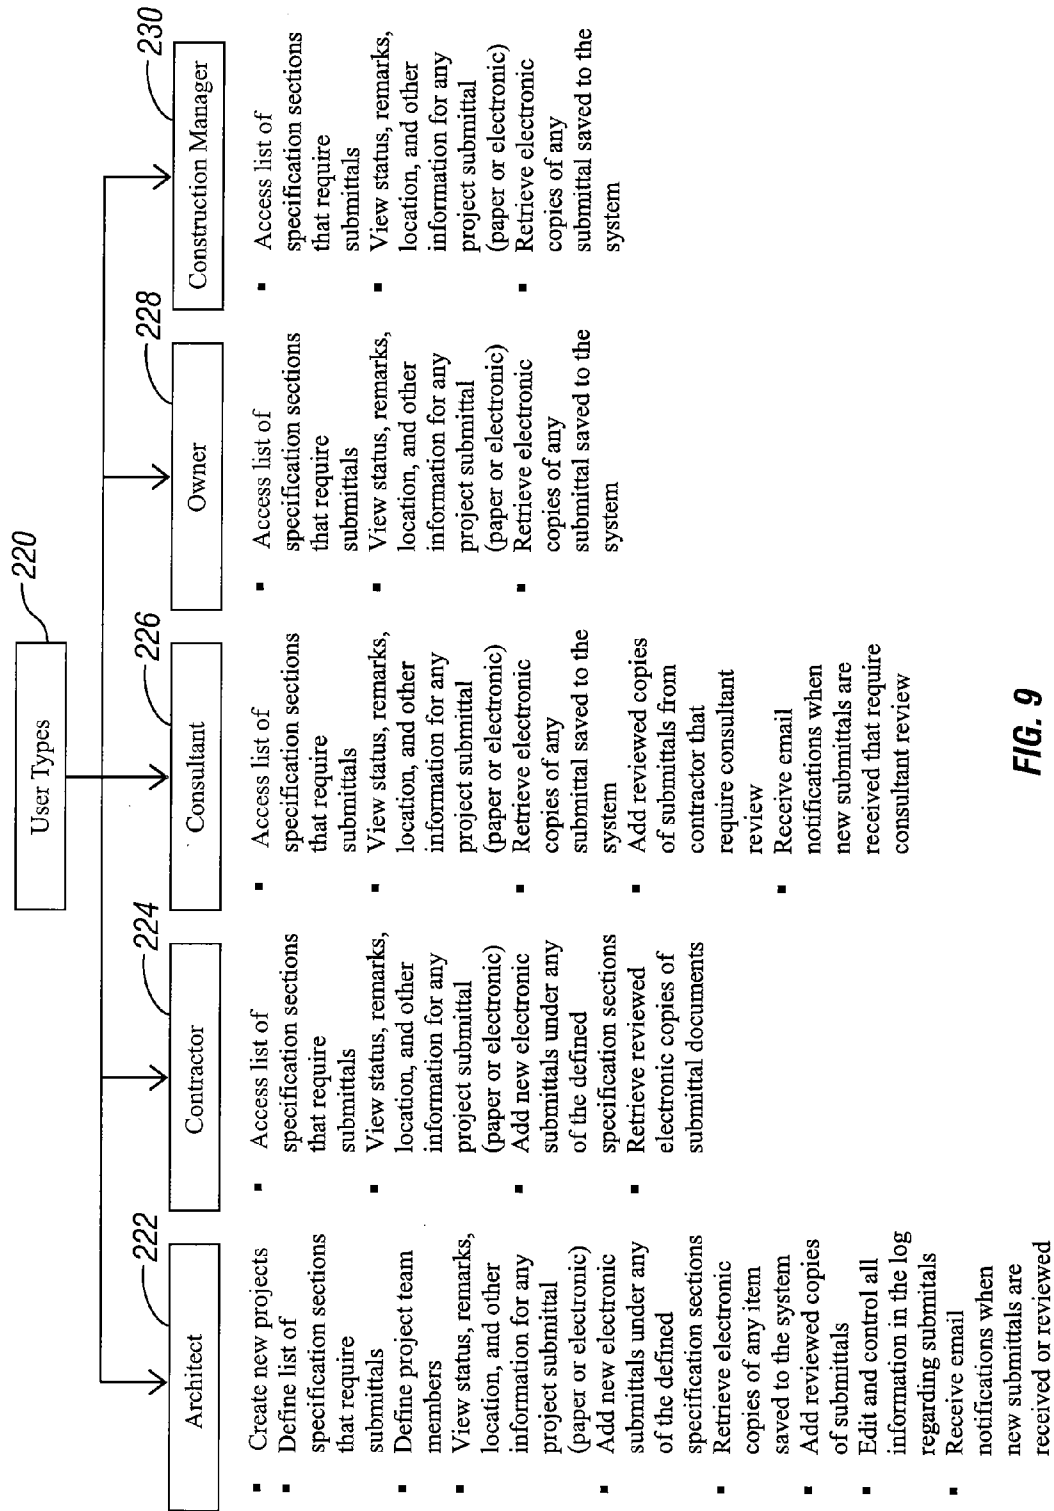 User Types
220
Architect
222
▪ Create new projects
▪ Define list of
specification sections
that require
submittals
▪ Define project team
members
▪ View status, remarks,
location, and other
information for any
project submittal
(paper or electronic)
▪ Add new electronic
submittals under any
of the defined
specification sections
▪ Retrieve electronic
copies of any item
saved to the system
▪ Add reviewed copies
of submittals
▪ Edit and control all
information in the log
regarding submitals
▪ Receive email
notifications when
new submittals are
received or reviewed
Contractor
224
▪ Access list of
specification sections
that require
submittals
▪ View status, remarks,
location, and other
information for any
project submittal
(paper or electronic)
▪ Add new electronic
submittals under any
of the defined
specification sections
▪ Retrieve reviewed
electronic copies of
submittal documents
Consultant
226
▪ Access list of
specification sections
that require
submittals
▪ View status, remarks,
location, and other
information for any
project submittal
(paper or electronic)
▪ Retrieve electronic
copies of any
submittal saved to the
system
▪ Add reviewed copies
of submittals from
contractor that
require consultant
review
▪ Receive email
notifications when
new submittals are
received that require
consultant review
Owner
228
▪ Access list of
specification sections
that require
submittals
▪ View status, remarks,
location, and other
information for any
project submittal
(paper or electronic)
▪ Retrieve electronic
copies of any
submittal saved to the
system
Construction Manager
230
▪ Access list of
specification sections
that require
submittals
▪ View status, remarks,
location, and other
information for any
project submittal
(paper or electronic)
▪ Retrieve electronic
copies of any
submittal saved to the
system
FIG. 9